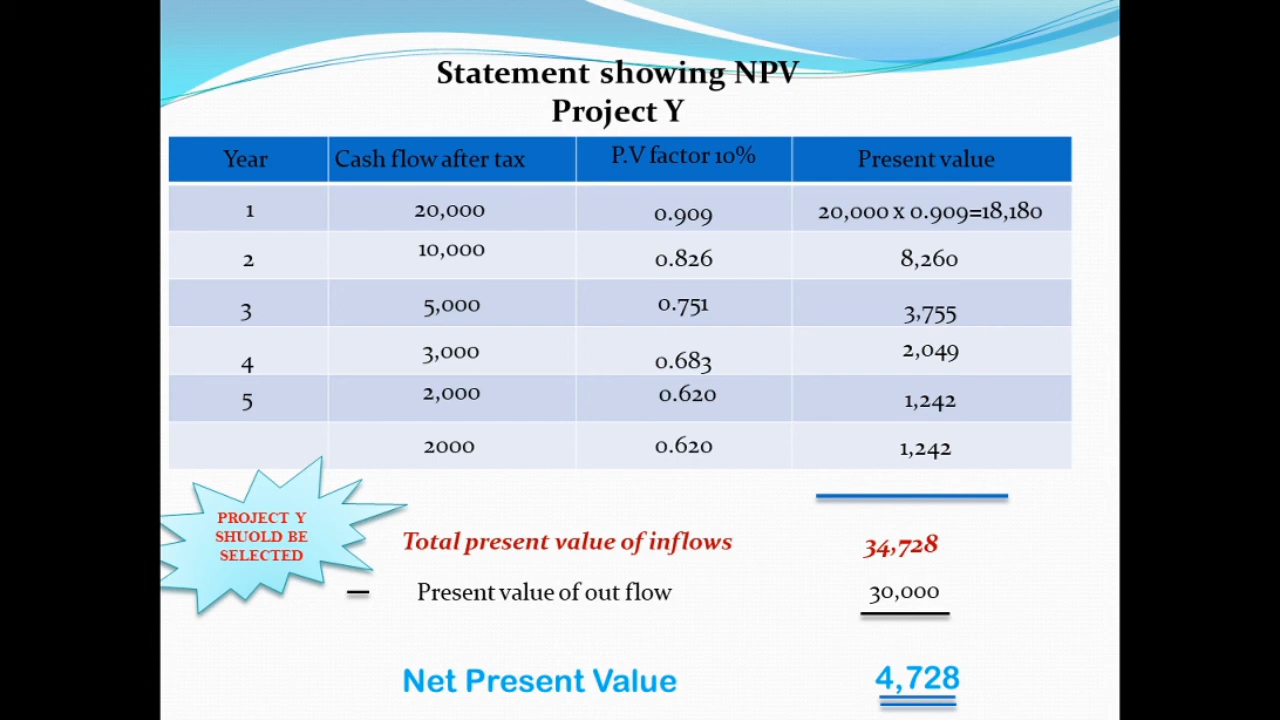 Statement showing NPV
Project Y
Year Cash flow after tax P.V factor 10% Present value
1 20,000 0.909 20,000 x 0.909=18,180
2 10,000 0.826 8,260
3 5,000 0.751 3,755
4 3,000 0.683 2,049
5 2,000 0.620 1,242
2000 0.620 1,242
PROJECT Y
SHUOLD BE
SELECTED
Total present value of inflows 34,728
— Present value of out flow 30,000
Net Present Value 4,728